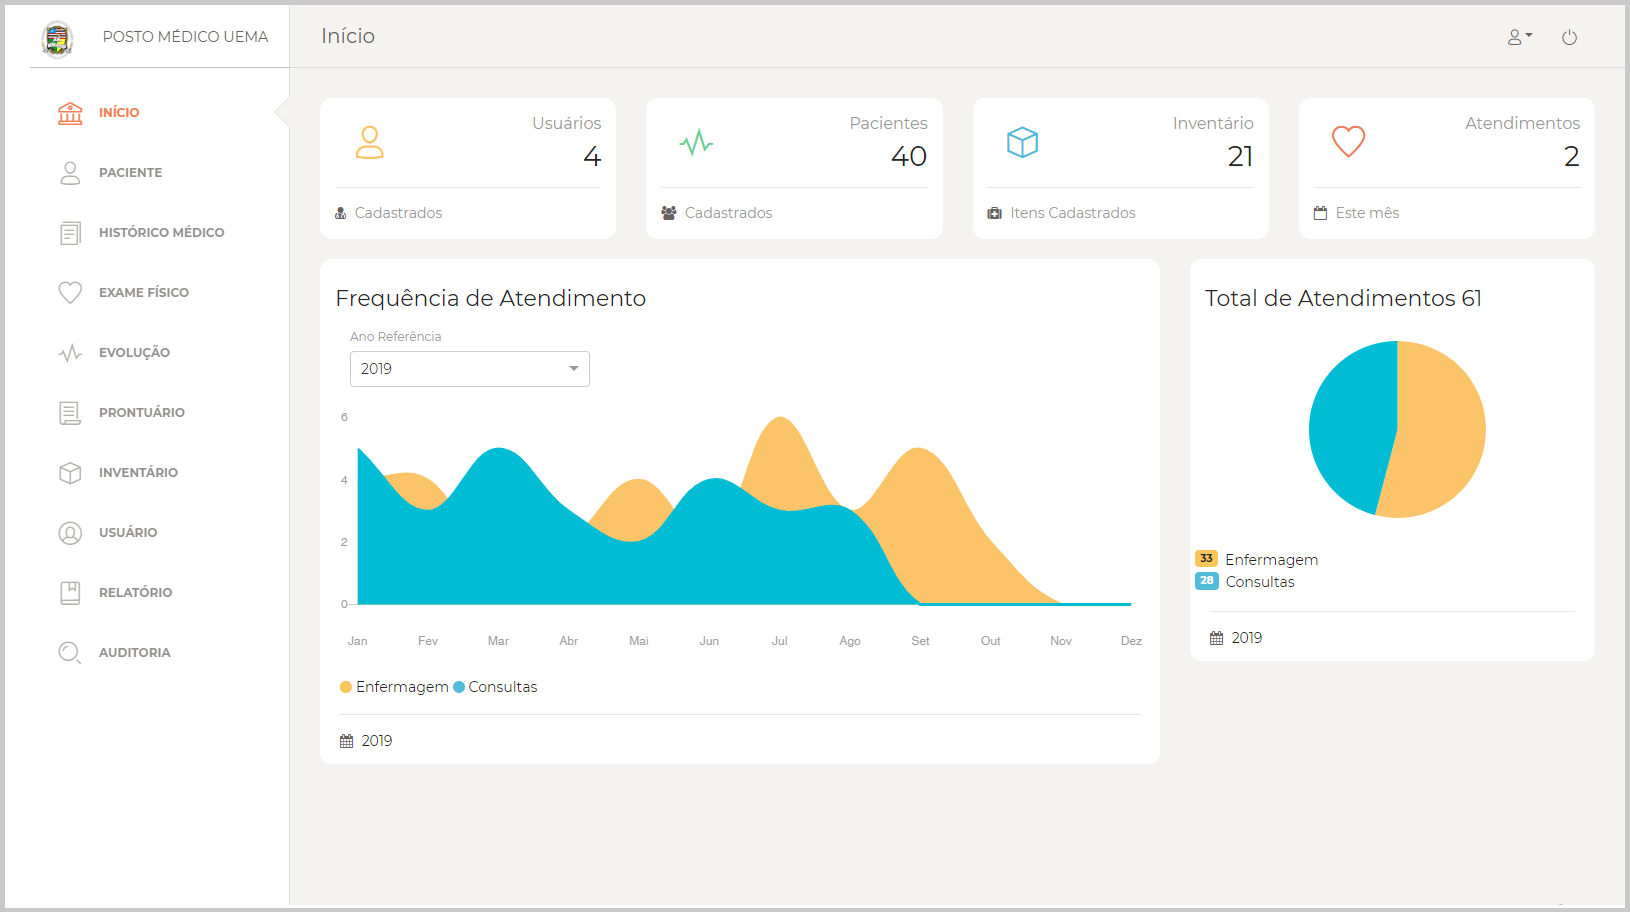 POSTO MÉDICO UEMA
Início
INÍCIO
PACIENTE
HISTÓRICO MÉDICO
EXAME FÍSICO
EVOLUÇÃO
PRONTUÁRIO
INVENTÁRIO
USUÁRIO
RELATÓRIO
AUDITORIA
Usuários
4
Cadastrados
Pacientes
40
Cadastrados
Inventário
21
Itens Cadastrados
Atendimentos
2
Este mês
Frequência de Atendimento
Ano Referência
2019
6
4
2
0
Jan Fev Mar Abr Mai Jun Jul Ago Set Out Nov Dez
Enfermagem Consultas
2019
Total de Atendimentos 61
33 Enfermagem
28 Consultas
2019